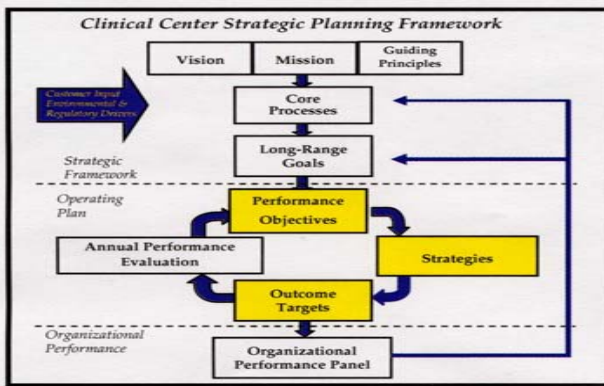 Clinical Center Strategic Planning Framework
Vision
Mission
Guiding
Principles
Customer Input
Environmental &
Regulatory Drivers
Core
Processes
Long-Range
Goals
Strategic
Framework
Operating
Plan
Performance
Objectives
Annual Performance
Evaluation
Strategies
Outcome
Targets
Organizational
Performance
Organizational
Performance Panel